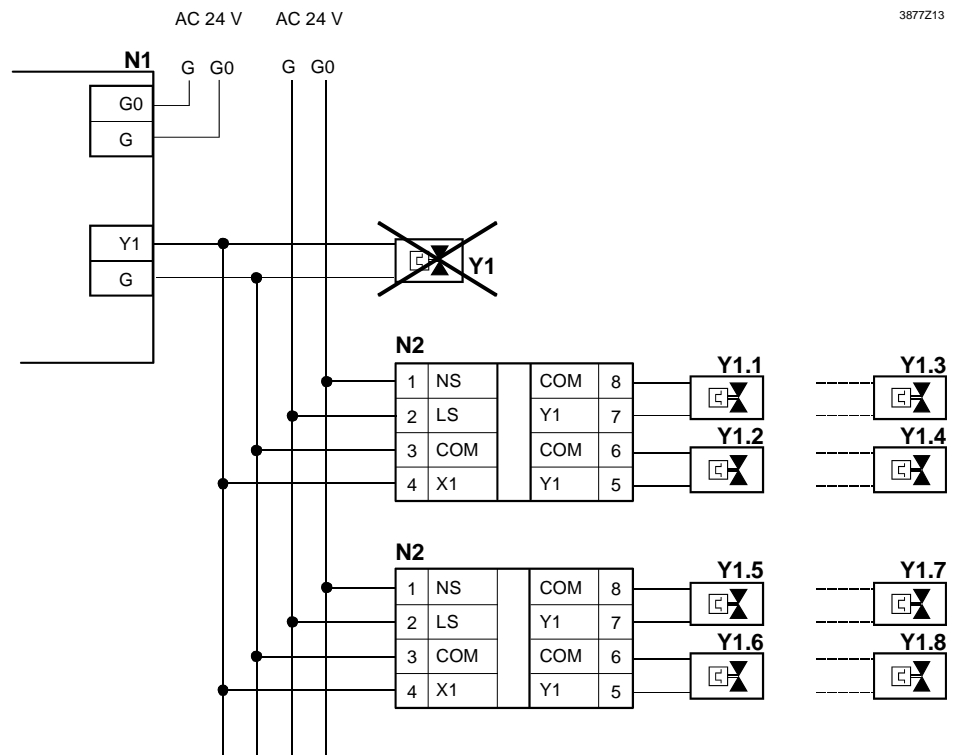 AC 24 V AC 24 V 3877Z13
N1 G G0 G G0
G0
G
Y1
G
Y1
N2
1 NS COM 8
2 LS Y1 7
3 COM COM 6
4 X1 Y1 5
Y1.1 Y1.3
Y1.2 Y1.4
N2
1 NS COM 8
2 LS Y1 7
3 COM COM 6
4 X1 Y1 5
Y1.5 Y1.7
Y1.6 Y1.8